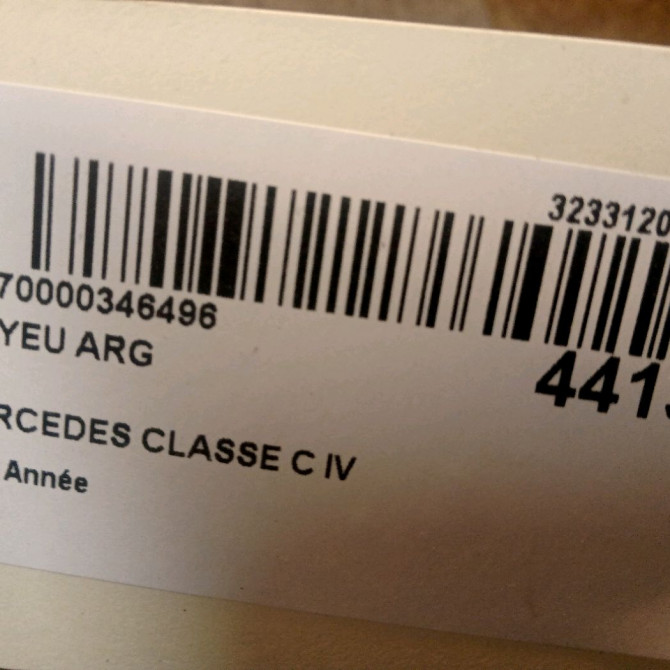 3233120
70000346496
YEU ARG
441
RCEDES CLASSE C IV
Année